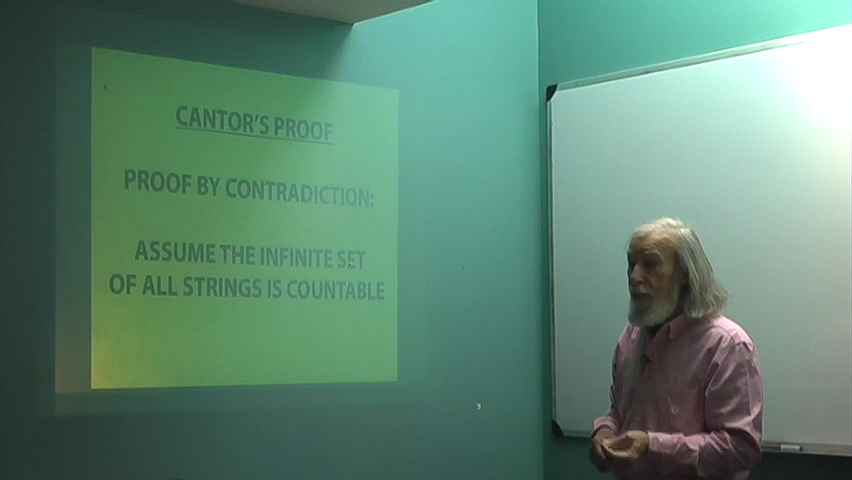 CANTOR'S PROOF
PROOF BY CONTRADICTION:
ASSUME THE INFINITE SET
OF ALL STRINGS IS COUNTABLE